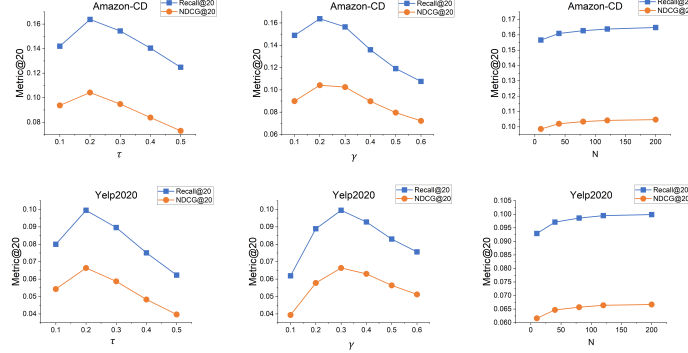 Amazon-CD
Recall@20
NDCG@20
Metric@20
0.16
0.14
0.12
0.10
0.08
0.1 0.2 0.3 0.4 0.5
τ
Amazon-CD
Recall@20
NDCG@20
Metric@20
0.16
0.14
0.12
0.10
0.08
0.06
0.1 0.2 0.3 0.4 0.5 0.6
γ
Amazon-CD
Recall@20
NDCG@20
Metric@20
0.17
0.16
0.15
0.14
0.13
0.12
0.11
0.10
0 50 100 150 200
N
Yelp2020
Recall@20
NDCG@20
Metric@20
0.10
0.09
0.08
0.07
0.06
0.05
0.04
0.1 0.2 0.3 0.4 0.5
τ
Yelp2020
Recall@20
NDCG@20
Metric@20
0.10
0.09
0.08
0.07
0.06
0.05
0.04
0.1 0.2 0.3 0.4 0.5 0.6
γ
Yelp2020
Recall@20
NDCG@20
Metric@20
0.105
0.100
0.095
0.090
0.085
0.080
0.075
0.070
0.065
0.060
0 50 100 150 200
N